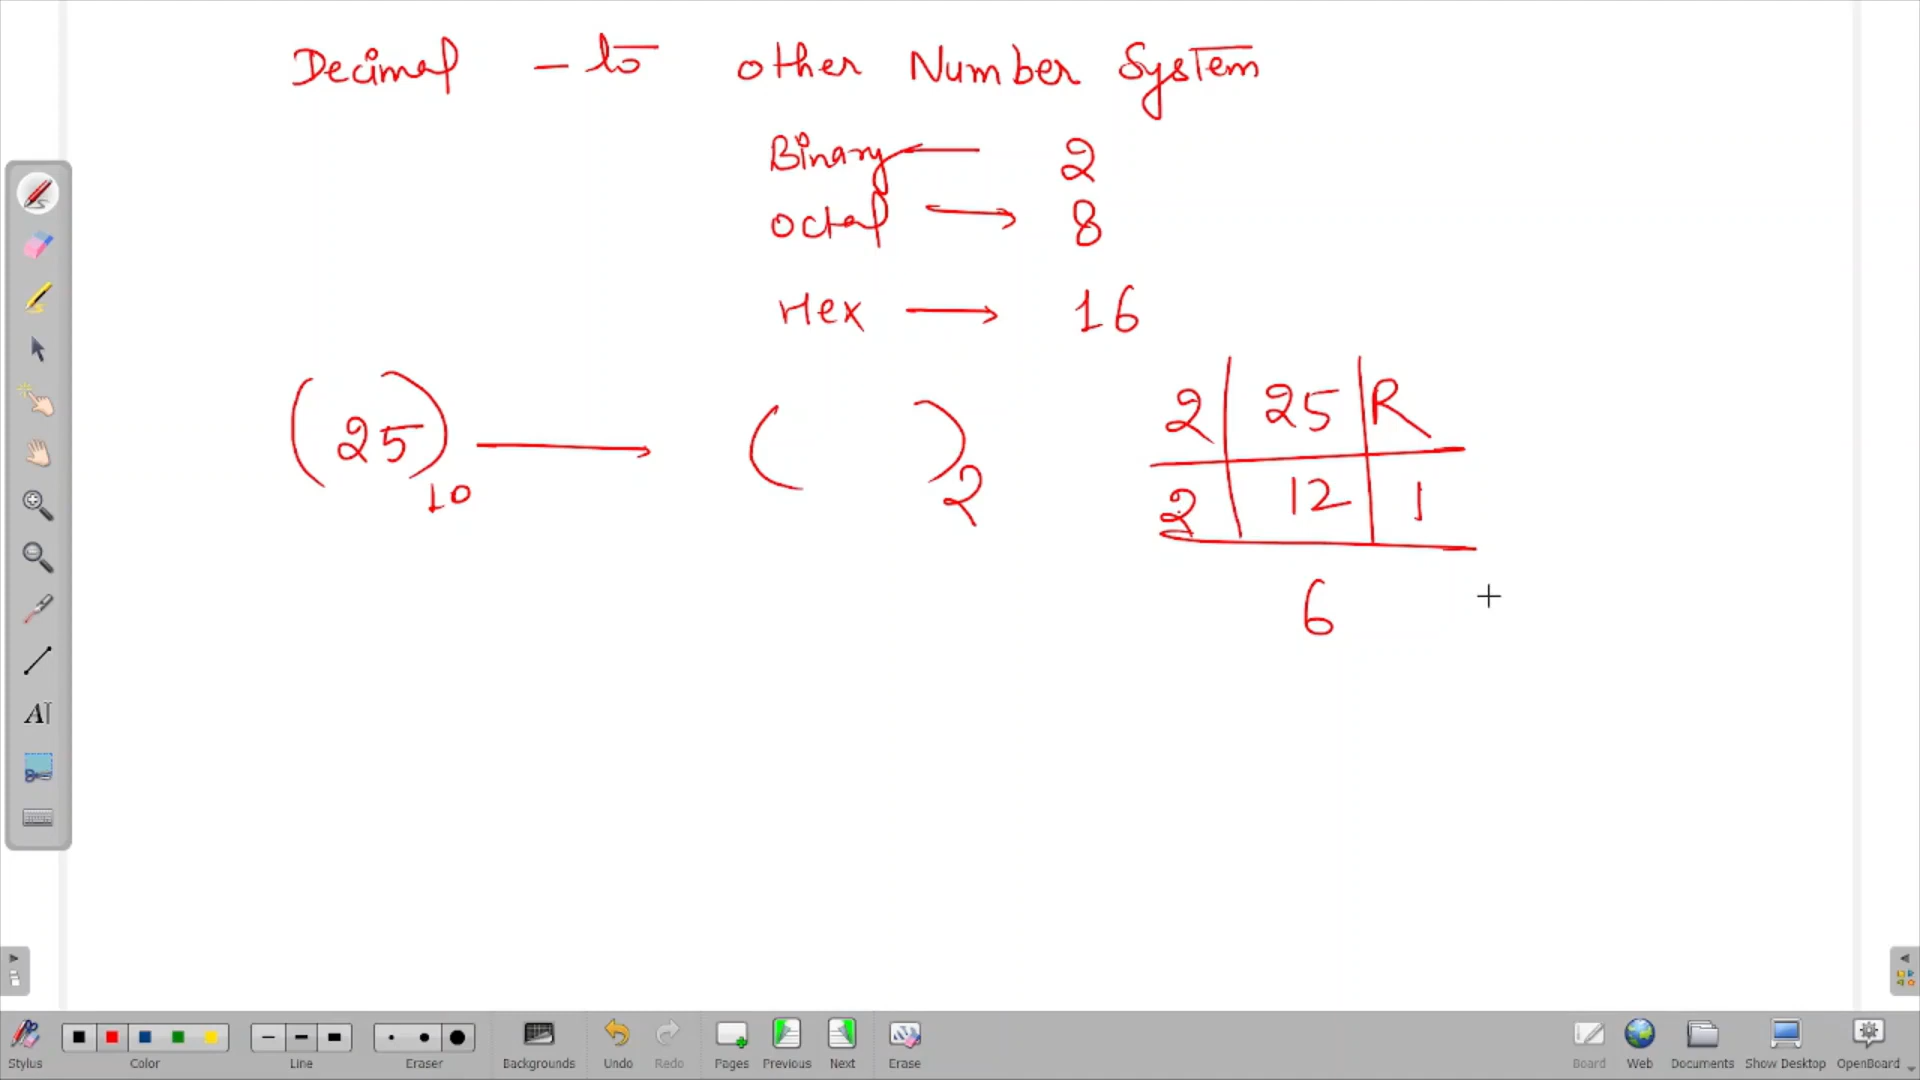 Decimal - to other Number System
Binary 2
Octal → 8
Hex → 16
(25)10 → ( )2
2 | 25 | R
2 | 12 | 1
6
A
Stylus Color Line Eraser Backgrounds Undo Redo Pages Previous Next Erase Board Web Documents Show Desktop OpenBoard